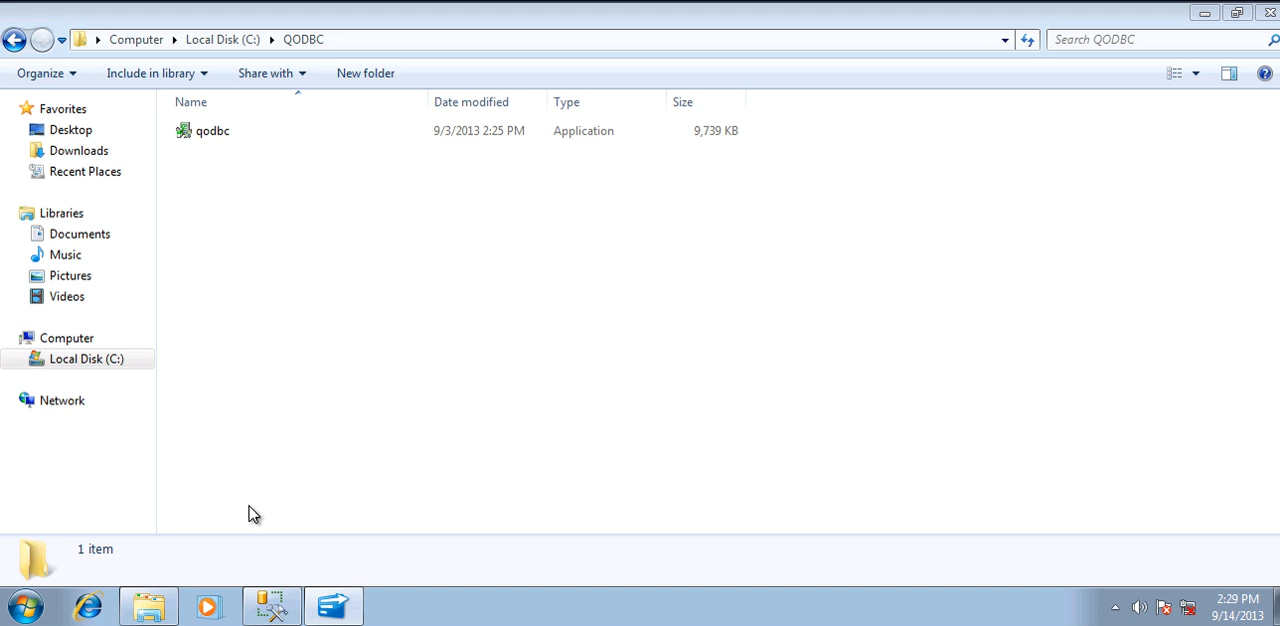 Computer Local Disk (C:) QODBC Search QODBC
Organize Include in library Share with New folder
Favorites
Desktop
Downloads
Recent Places
Libraries
Documents
Music
Pictures
Videos
Computer
Local Disk (C:)
Network
Name Date modified Type Size
qodbc 9/3/2013 2:25 PM Application 9,739 KB
1 item
2:29 PM
9/14/2013